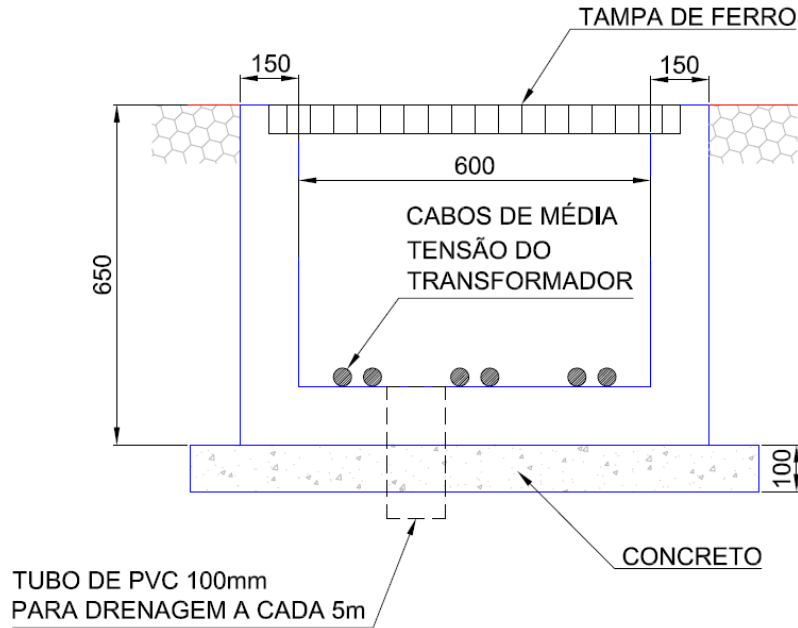 TAMPA DE FERRO
150
150
600
CABOS DE MÉDIA
TENSÃO DO
TRANSFORMADOR
650
100
CONCRETO
TUBO DE PVC 100mm
PARA DRENAGEM A CADA 5m